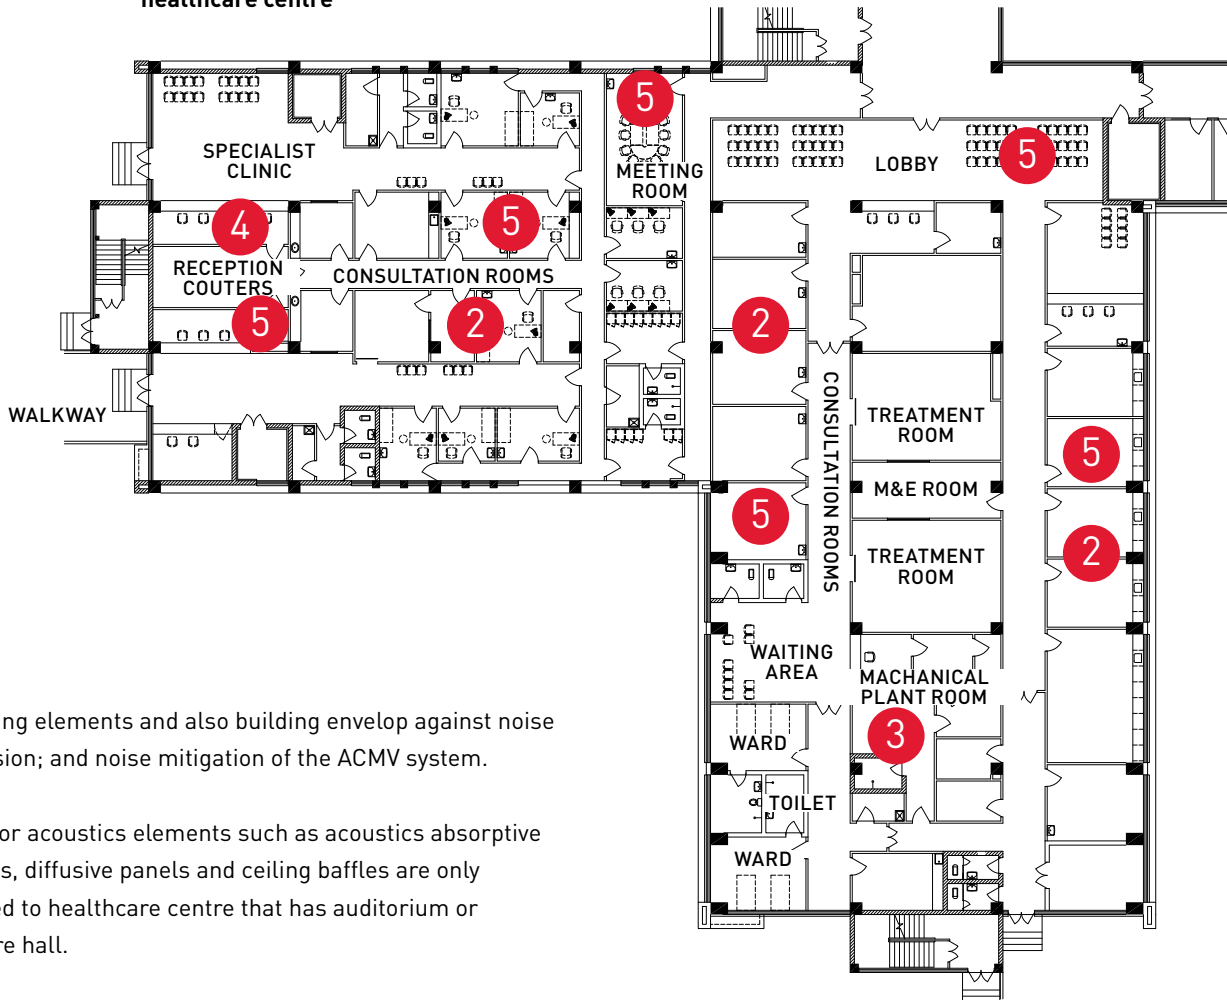 healthcare centre
5
LOBBY
5
SPECIALIST
CLINIC
MEETING
ROOM
4
5
RECEPTION
COUTERS
CONSULTATION ROOMS
5
2
2
WALKWAY
CONSULTATION ROOMS
TREATMENT
ROOM
5
M&E ROOM
5
TREATMENT
ROOM
2
WAITING
AREA
MACHANICAL
PLANT ROOM
3
WARD
TOILET
WARD
ng elements and also building envelop against noise
sion; and noise mitigation of the ACMV system.
or acoustics elements such as acoustics absorptive
s, diffusive panels and ceiling baffles are only
ed to healthcare centre that has auditorium or
re hall.